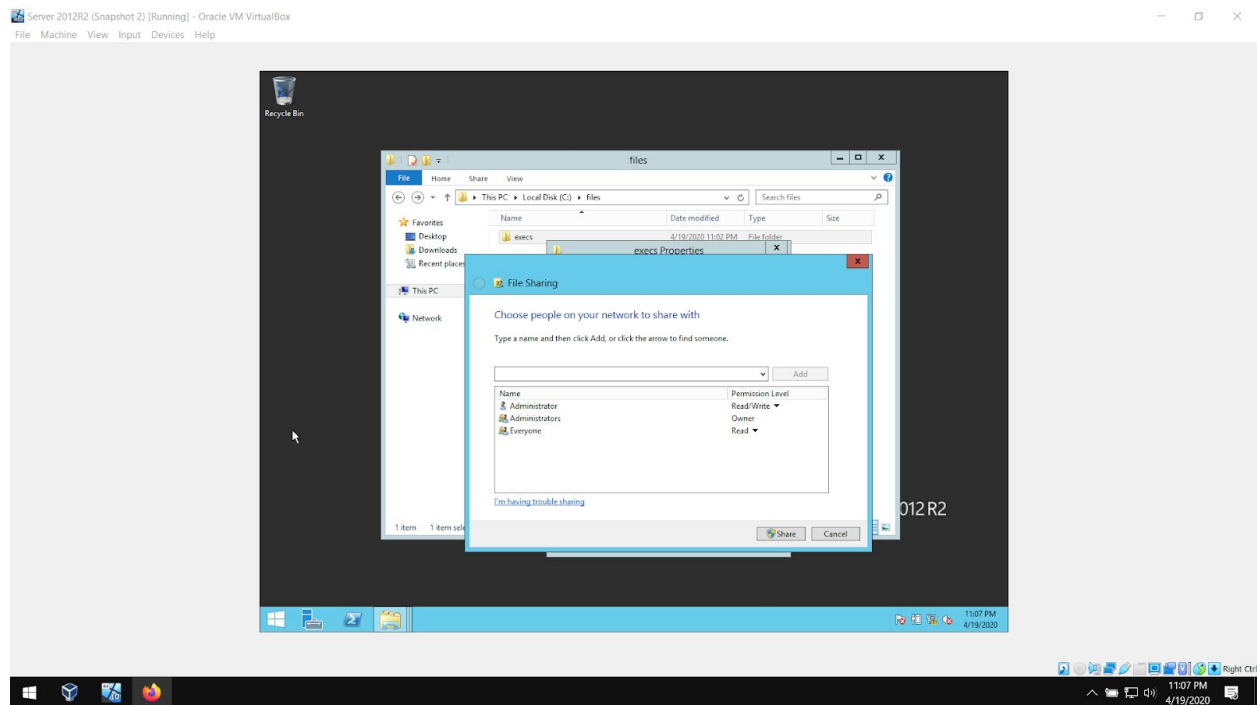 Server 2012R2 (Snapshot 2) [Running] - Oracle VM VirtualBox
File Machine View Input Devices Help
Recycle Bin
files
File Home Share View
This PC Local Disk (C:) files
Search files
Favorites
Desktop
Downloads
Recent places
This PC
Network
Name Date modified Type Size
execs 4/19/2020 11:02 PM File folder
execs Properties
File Sharing
Choose people on your network to share with
Type a name and then click Add, or click the arrow to find someone.
Add
Name Permission Level
Administrator Read/Write
Administrators Owner
Everyone Read
I'm having trouble sharing
Share Cancel
1 item 1 item sele
012 R2
11:07 PM
4/19/2020
Right Ctrl
11:07 PM
4/19/2020